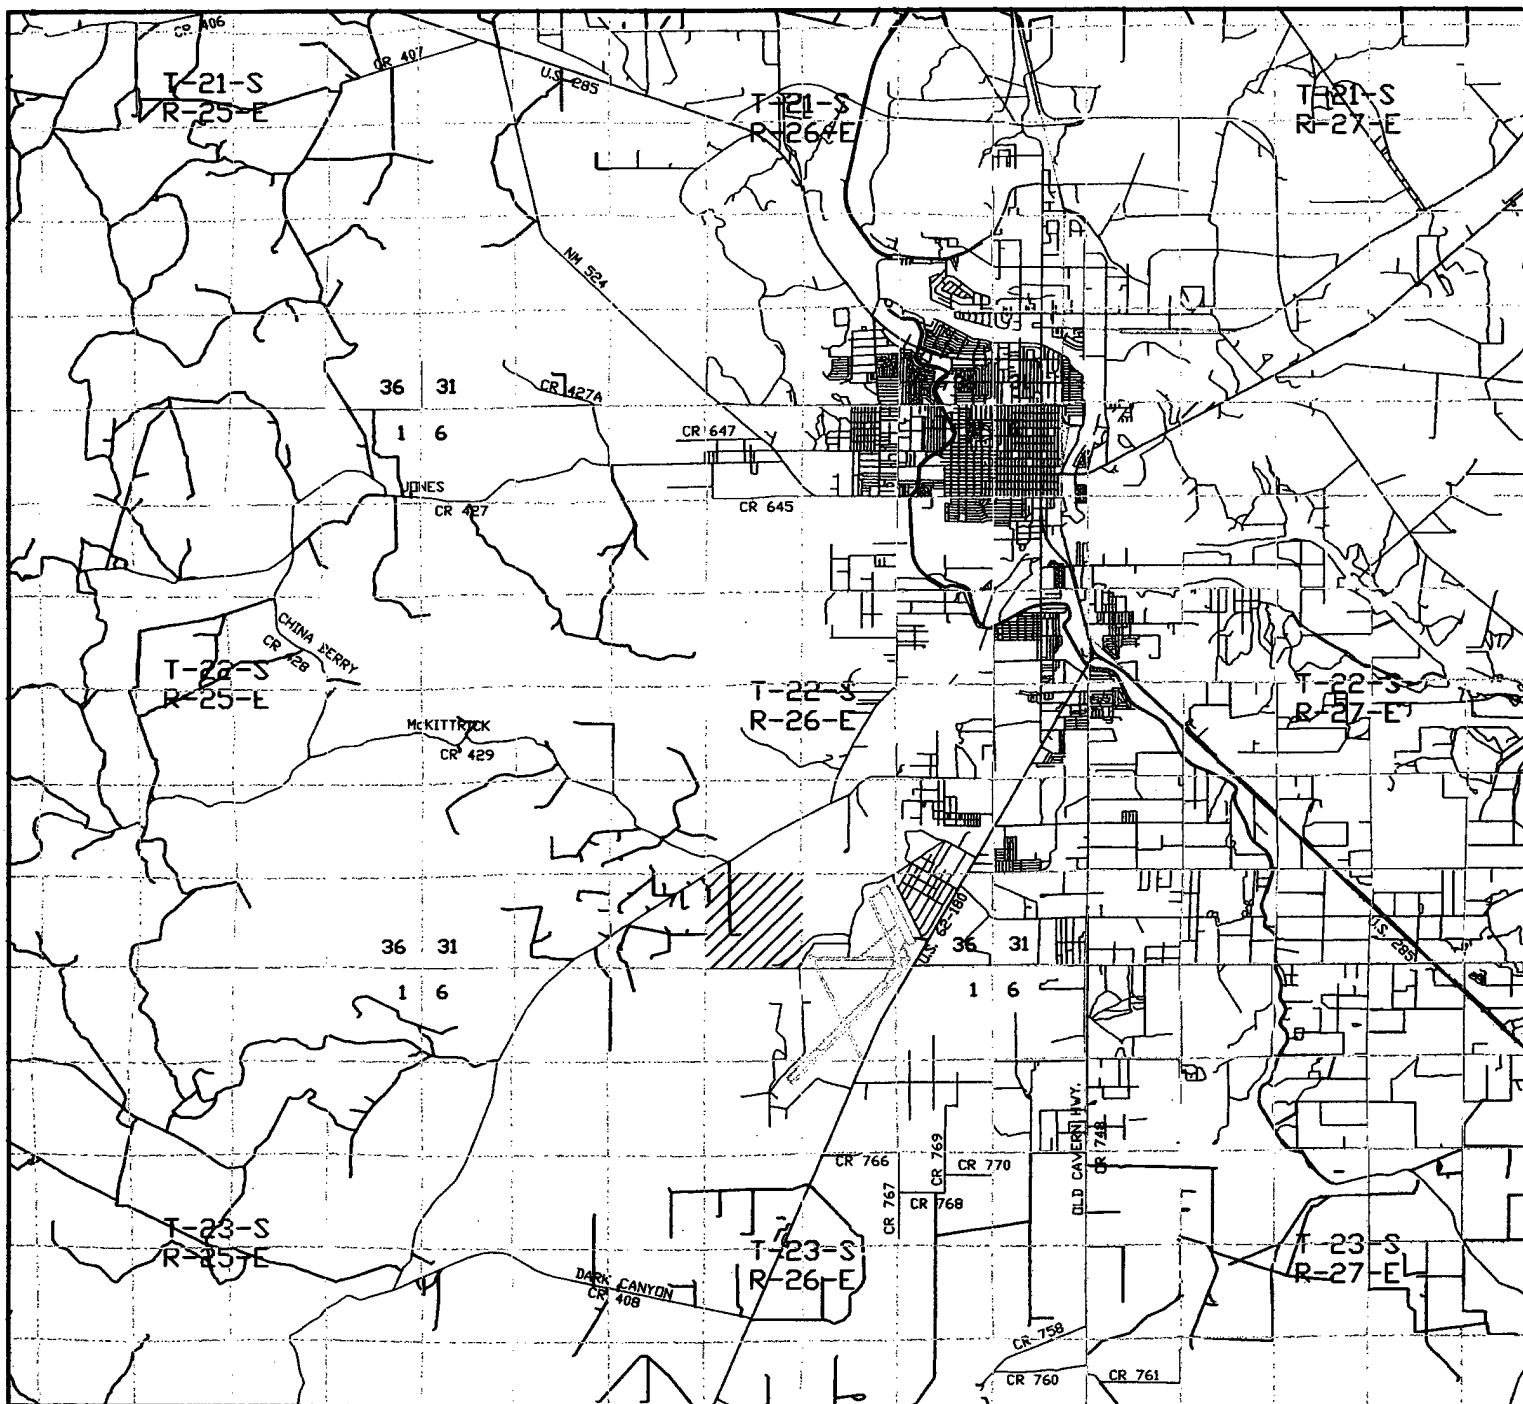 CR 406
CR 407
U.S. 285
T-21-S
R-25-E
T-21-S
R-26-E
T-21-S
R-27-E
NM 524
36 31
1 6
CR 427A
CR 647
JONES
CR 427
CR 645
CHINA BERRY
CR 428
T-22-S
R-25-E
T-22-S
R-26-E
T-22-S
R-27-E
McKITTRICK
CR 429
U.S. 62-180
U.S. 285
36 31
1 6
36 31
1 6
OLD CAVERN HWY.
CR 748
CR 766
CR 769
CR 770
CR 767
CR 768
T-23-S
R-25-E
T-23-S
R-26-E
T-23-S
R-27-E
DARK CANYON
CR 408
CR 758
CR 760
CR 761